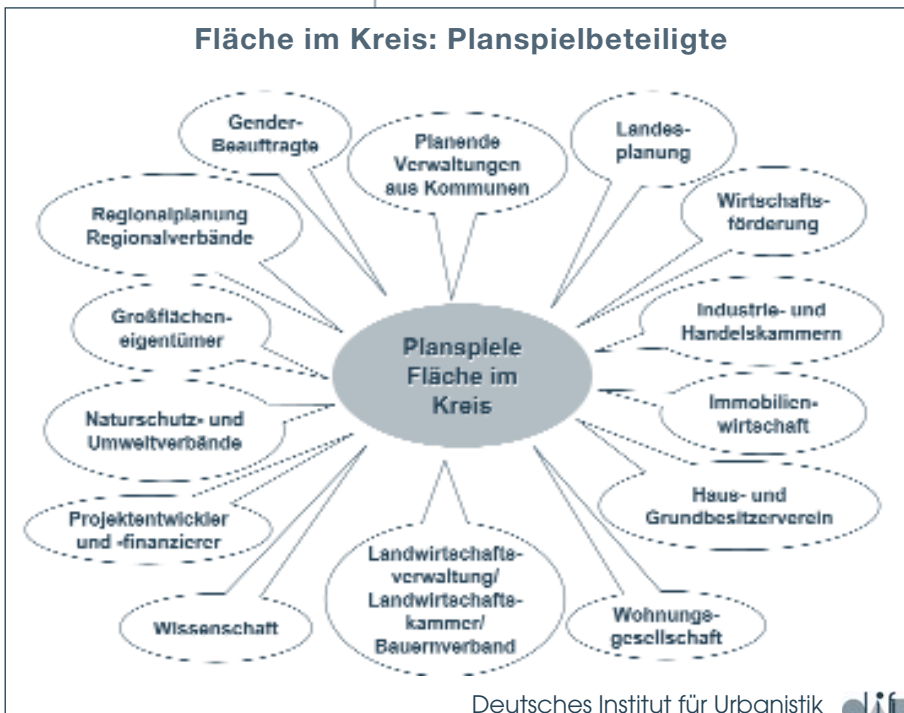 Fläche im Kreis: Planspielbeteiligte
Gender-
Beauftragte
Planende
Verwaltungen
aus Kommunen
Landes-
planung
Regionalplanung
Regionalverbände
Wirtschafts-
förderung
Großflächen-
eigentümer
Industrie- und
Handelskammern
Planspiele
Fläche im
Kreis
Naturschutz- und
Umweltverbände
Immobilien-
wirtschaft
Projektentwickler
und -finanzierer
Haus- und
Grundbesitzerverein
Landwirtschafts-
verwaltung/
Landwirtschafts-
kammer/
Bauernverband
Wissenschaft
Wohnungs-
gesellschaft
Deutsches Institut für Urbanistik